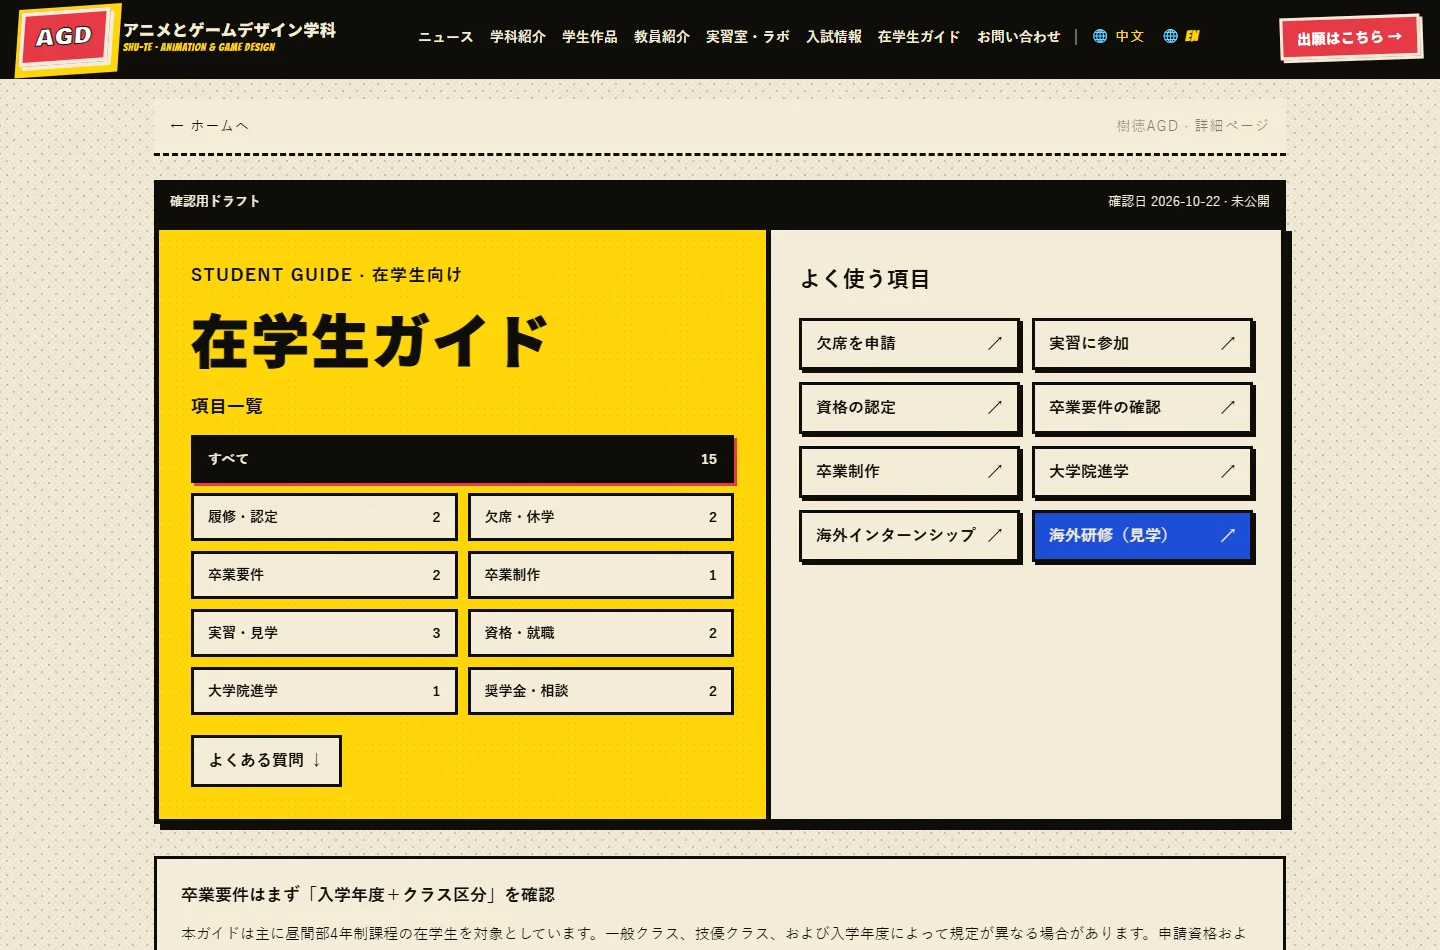 AGD
アニメとゲームデザイン学科
SHU-TE · ANIMATION & GAME DESIGN
ニュース 学科紹介 学生作品 教員紹介 実習室・ラボ 入試情報 在学生ガイド お問い合わせ | 🌐 中文 🌐 EN
出願はこちら →
← ホームへ
樹徳AGD · 詳細ページ
確認用ドラフト
確認日 2026-10-22 · 未公開
STUDENT GUIDE · 在学生向け
在学生ガイド
項目一覧
すべて 15
履修・認定 2
欠席・休学 2
卒業要件 2
卒業制作 1
実習・見学 3
資格・就職 2
大学院進学 1
奨学金・相談 2
よくある質問 ↓
よく使う項目
欠席を申請 ↗
実習に参加 ↗
資格の認定 ↗
卒業要件の確認 ↗
卒業制作 ↗
大学院進学 ↗
海外インターンシップ ↗
海外研修（見学） ↗
卒業要件はまず「入学年度＋クラス区分」を確認
本ガイドは主に昼間部4年制課程の在学生を対象としています。一般クラス、技優クラス、および入学年度によって規定が異なる場合があります。申請資格およ